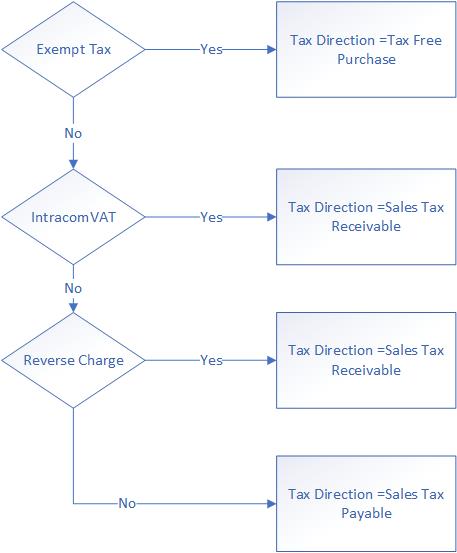 Exempt Tax
Yes
Tax Direction =Tax Free
Purchase
No
IntracomVAT
Yes
Tax Direction =Sales Tax
Receivable
No
Reverse Charge
Yes
Tax Direction =Sales Tax
Receivable
No
Tax Direction =Sales Tax
Payable